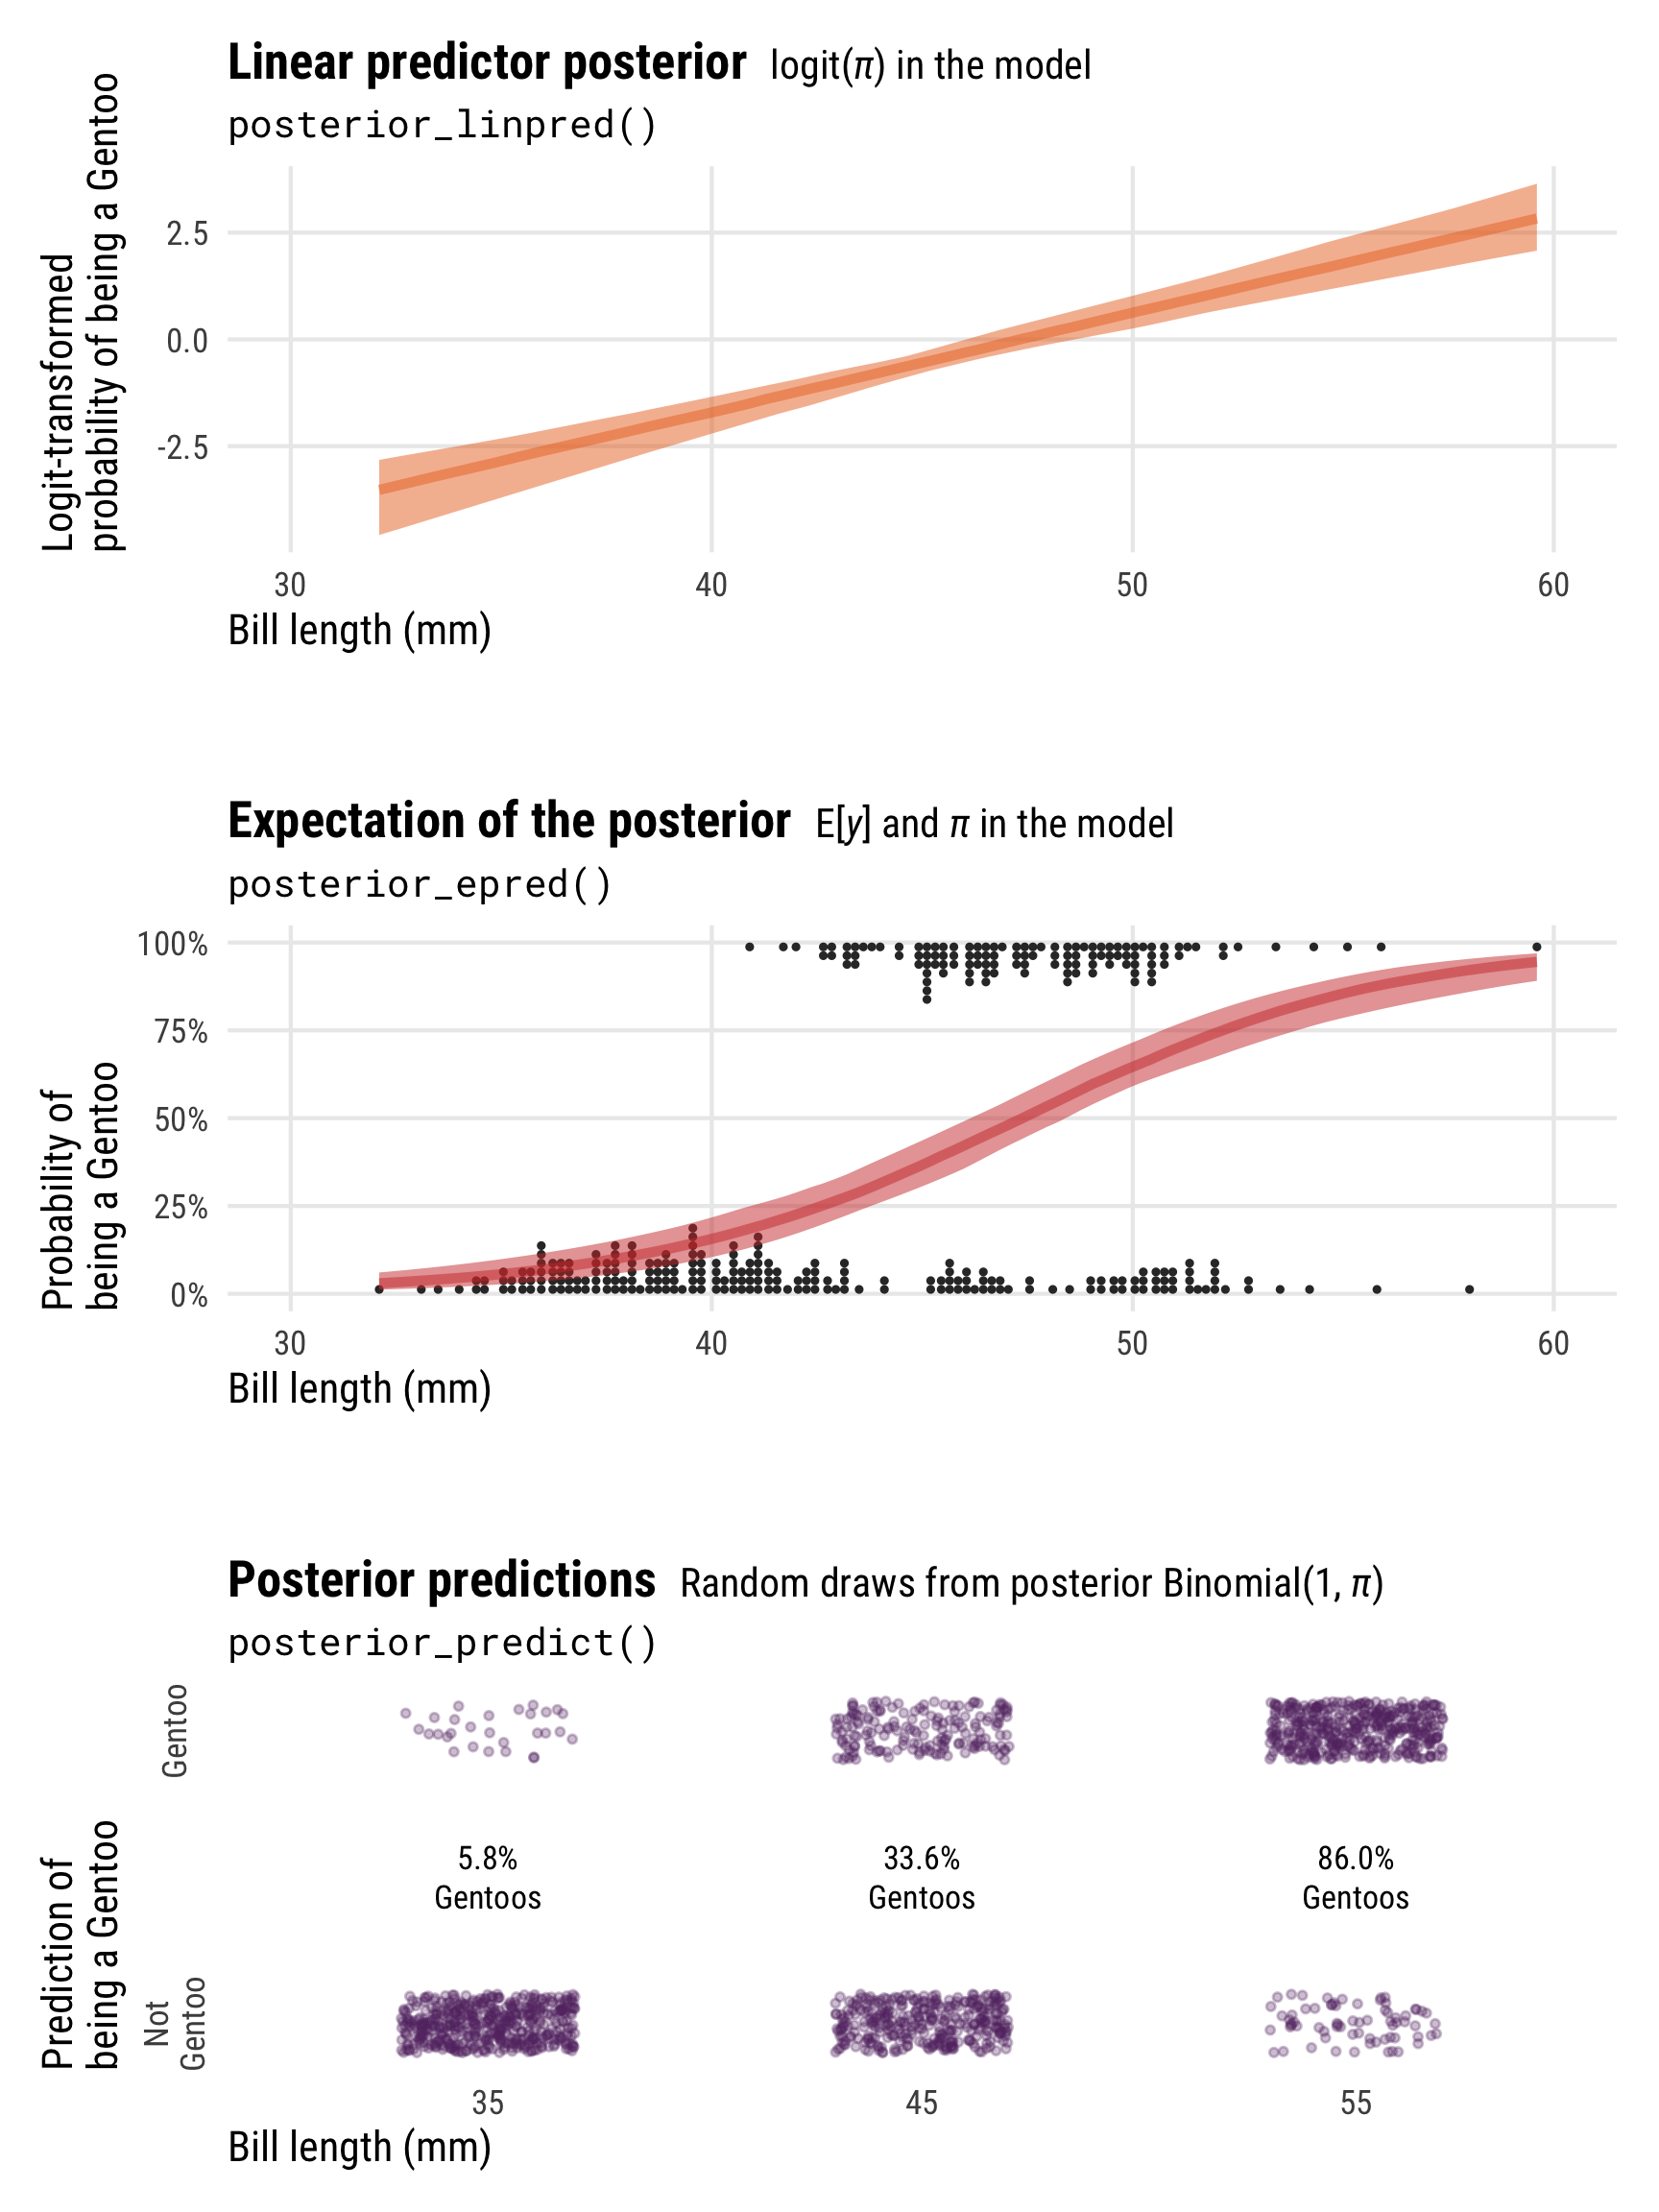 Linear predictor posterior logit(π) in the model
posterior_linpred()
Logit-transformed
probability of being a Gentoo
2.5
0.0
-2.5
30 40 50 60
Bill length (mm)
Expectation of the posterior E[y] and π in the model
posterior_epred()
Probability of
being a Gentoo
100%
75%
50%
25%
0%
30 40 50 60
Bill length (mm)
Posterior predictions Random draws from posterior Binomial(1, π)
posterior_predict()
Prediction of
being a Gentoo
Gentoo
5.8% 33.6% 86.0%
Gentoos Gentoos Gentoos
Not
Gentoo
35 45 55
Bill length (mm)